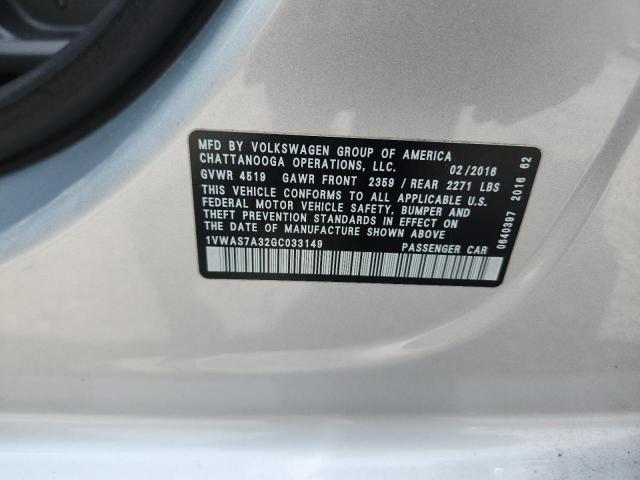 MFD BY VOLKSWAGEN GROUP OF AMERICA
CHATTANOOGA OPERATIONS, LLC. 02/2016
GVWR 4519 GAWR FRONT 2359 / REAR 2271 LBS
THIS VEHICLE CONFORMS TO ALL APPLICABLE U.S.
FEDERAL MOTOR VEHICLE SAFETY, BUMPER AND
THEFT PREVENTION STANDARDS IN EFFECT ON
THE DATE OF MANUFACTURE SHOWN ABOVE.
1VWAS7A32GC033149 PASSENGER CAR
0640397 2016 62